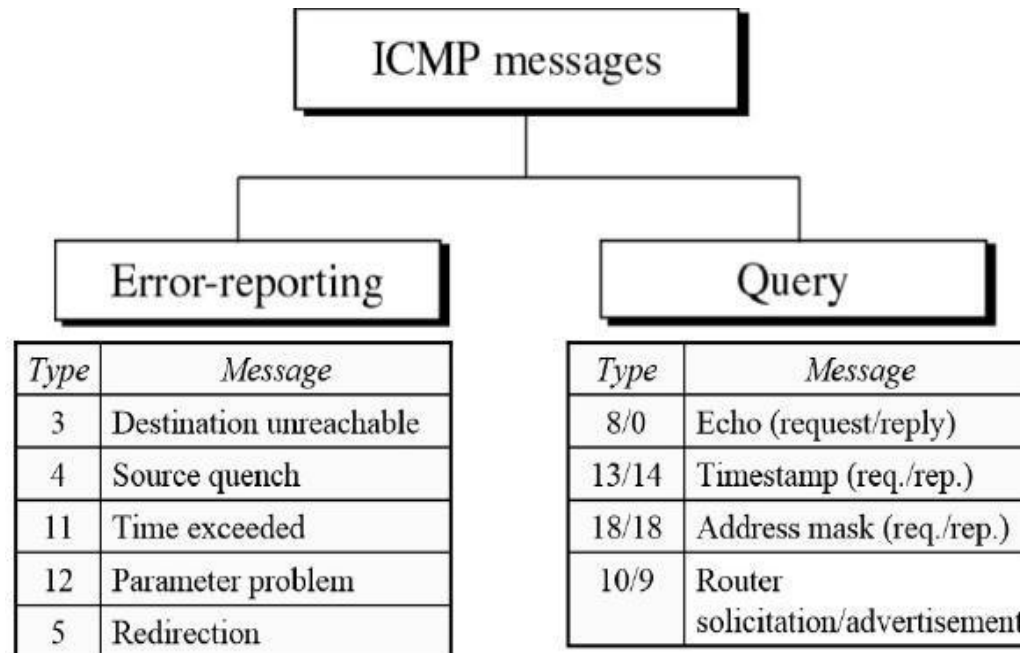 ICMP messages
Error-reporting
Type Message
3 Destination unreachable
4 Source quench
11 Time exceeded
12 Parameter problem
5 Redirection
Query
Type Message
8/0 Echo (request/reply)
13/14 Timestamp (req./rep.)
18/18 Address mask (req./rep.)
10/9 Router
solicitation/advertisement